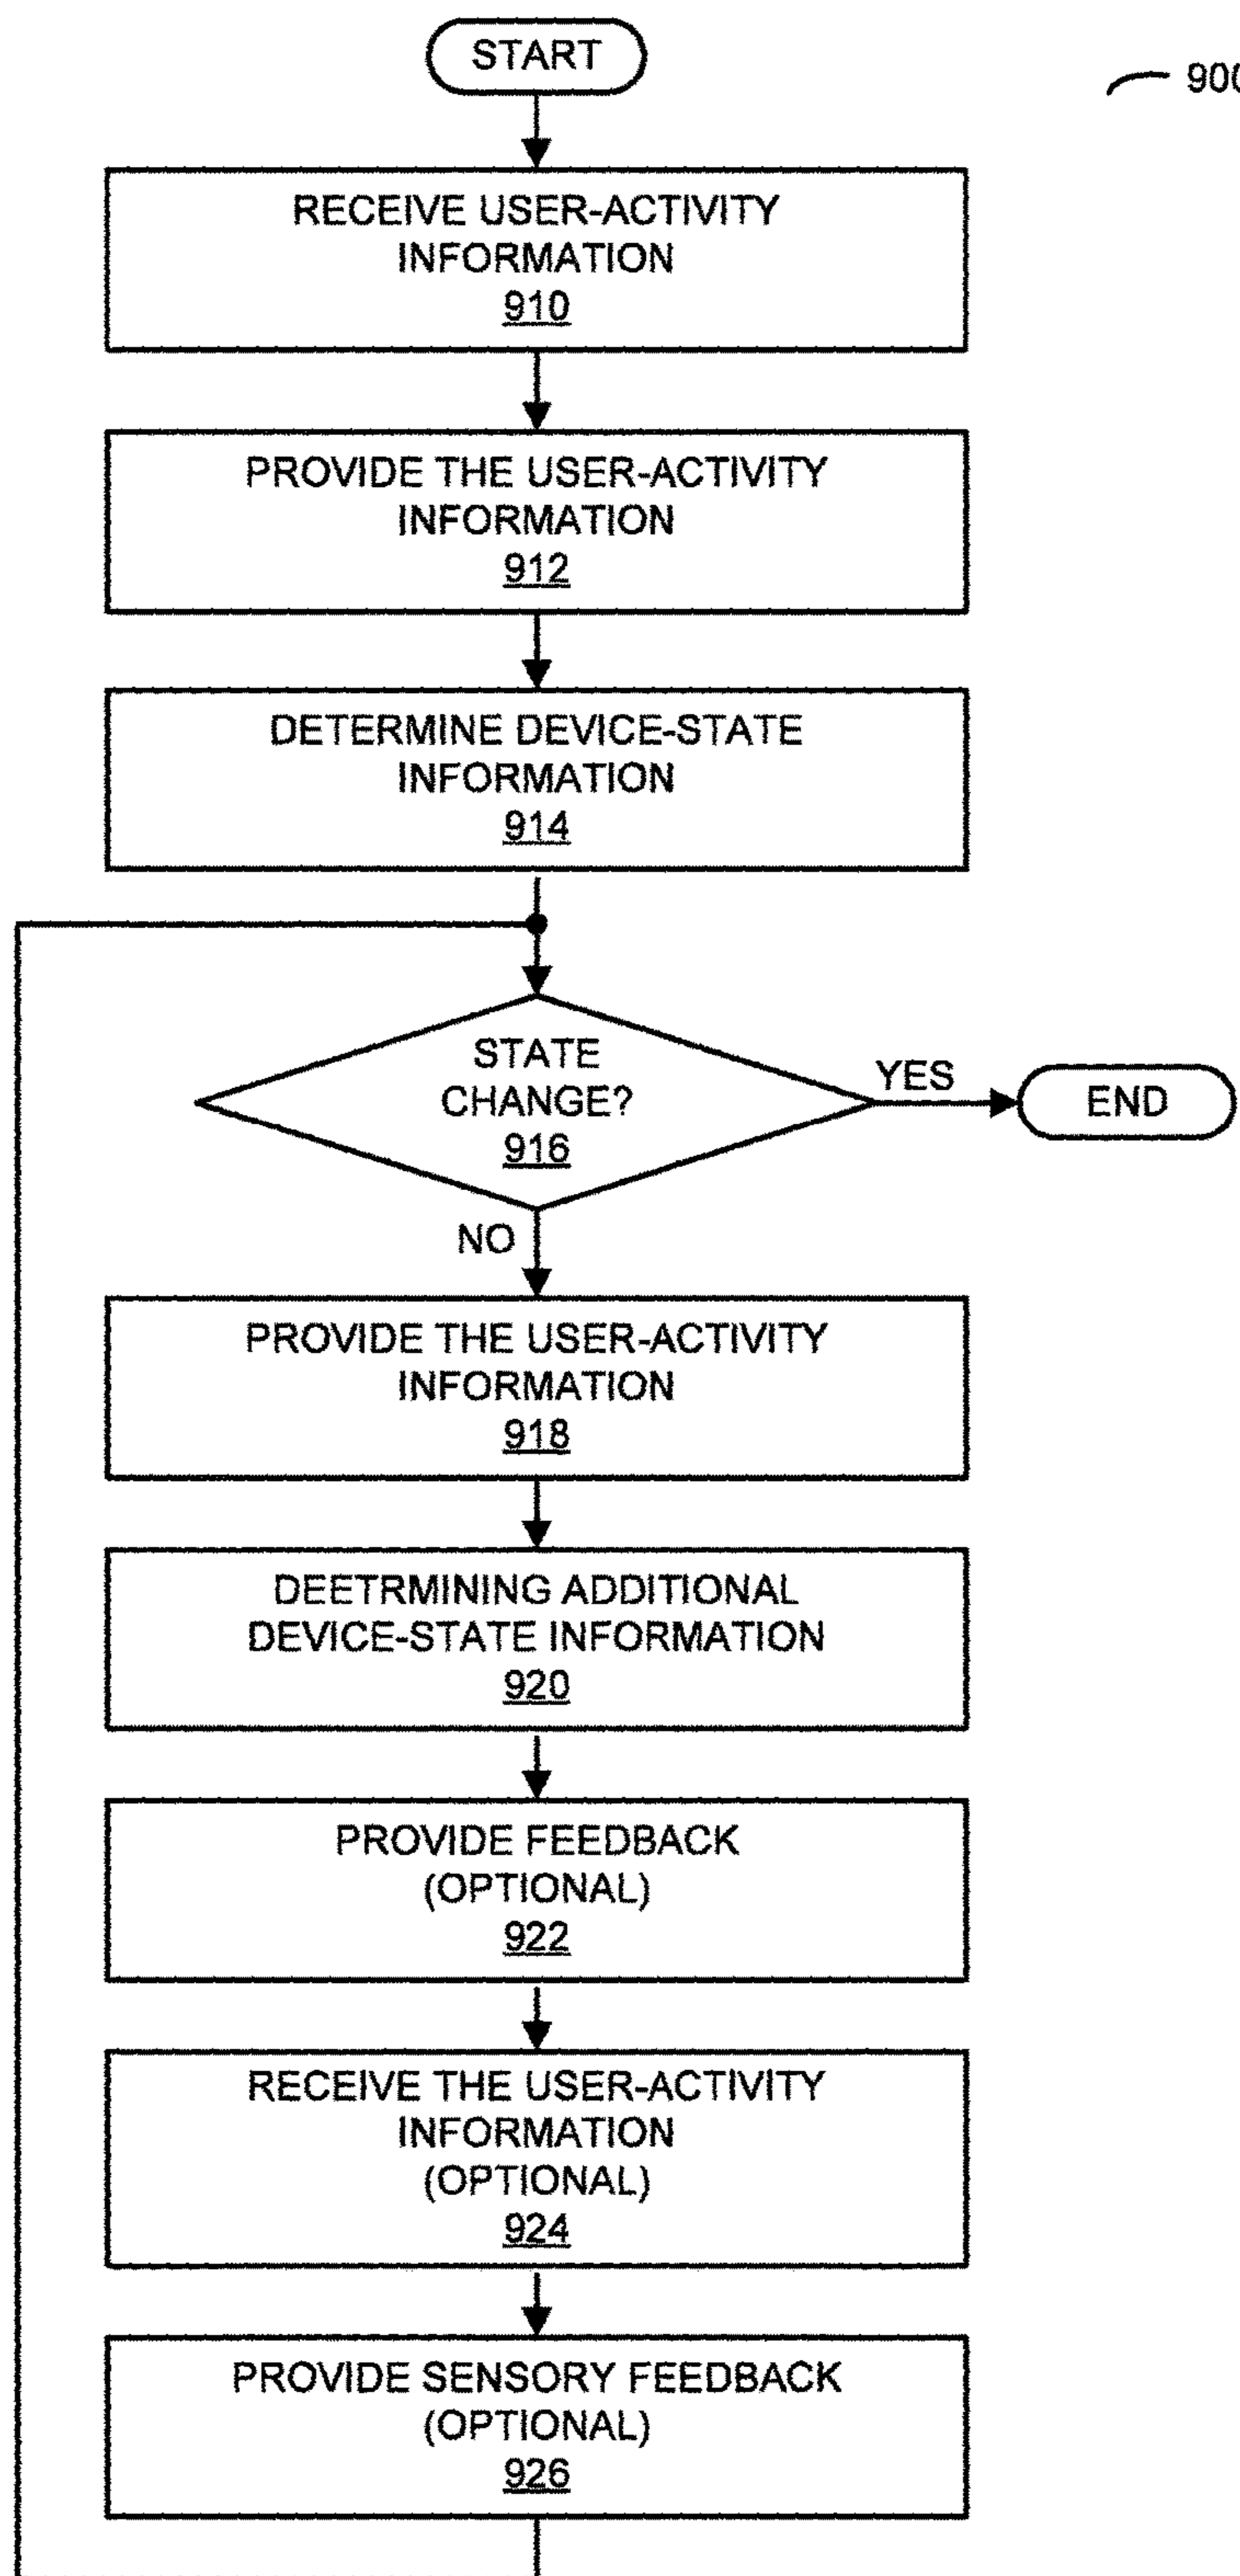 START
900
RECEIVE USER-ACTIVITY
INFORMATION
910
PROVIDE THE USER-ACTIVITY
INFORMATION
912
DETERMINE DEVICE-STATE
INFORMATION
914
STATE
CHANGE?
916
YES
END
NO
PROVIDE THE USER-ACTIVITY
INFORMATION
918
DEETRMINING ADDITIONAL
DEVICE-STATE INFORMATION
920
PROVIDE FEEDBACK
(OPTIONAL)
922
RECEIVE THE USER-ACTIVITY
INFORMATION
(OPTIONAL)
924
PROVIDE SENSORY FEEDBACK
(OPTIONAL)
926